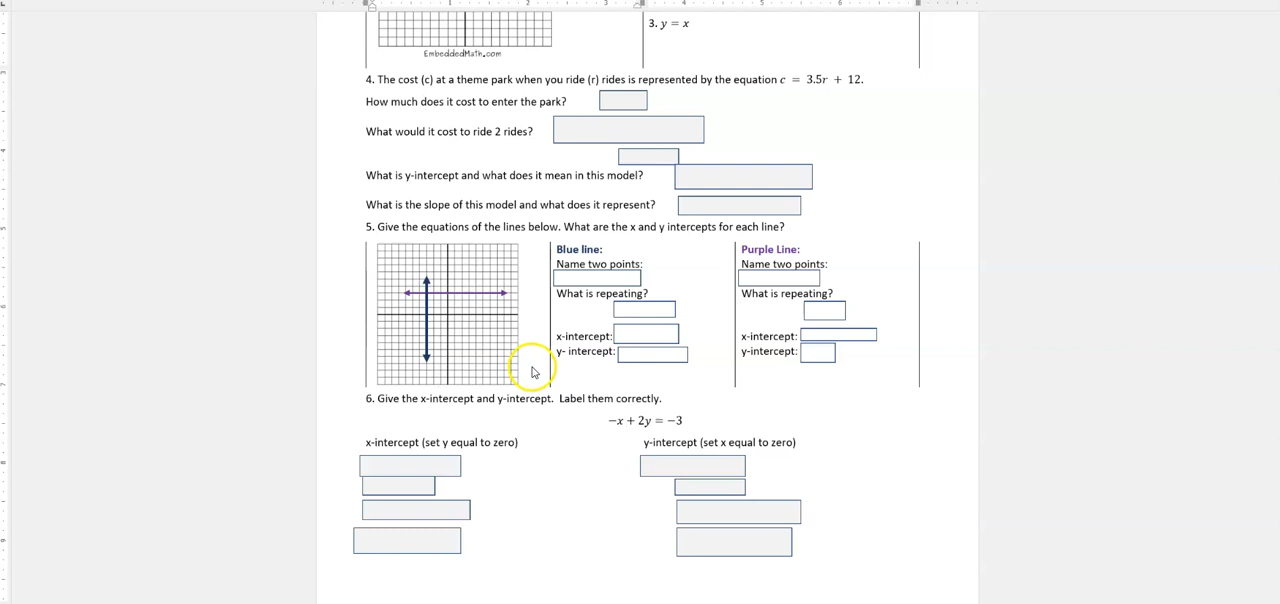 1 2 3 4 5 6
3. y = x
EmbeddedMath.com
4. The cost (c) at a theme park when you ride (r) rides is represented by the equation c = 3.5r + 12.
How much does it cost to enter the park?
What would it cost to ride 2 rides?
What is y-intercept and what does it mean in this model?
What is the slope of this model and what does it represent?
5. Give the equations of the lines below. What are the x and y intercepts for each line?
Blue line:
Name two points:
What is repeating?
x-intercept:
y- intercept:
Purple Line:
Name two points:
What is repeating?
x-intercept:
y-intercept:
6. Give the x-intercept and y-intercept. Label them correctly.
−x + 2y = −3
x-intercept (set y equal to zero)
y-intercept (set x equal to zero)